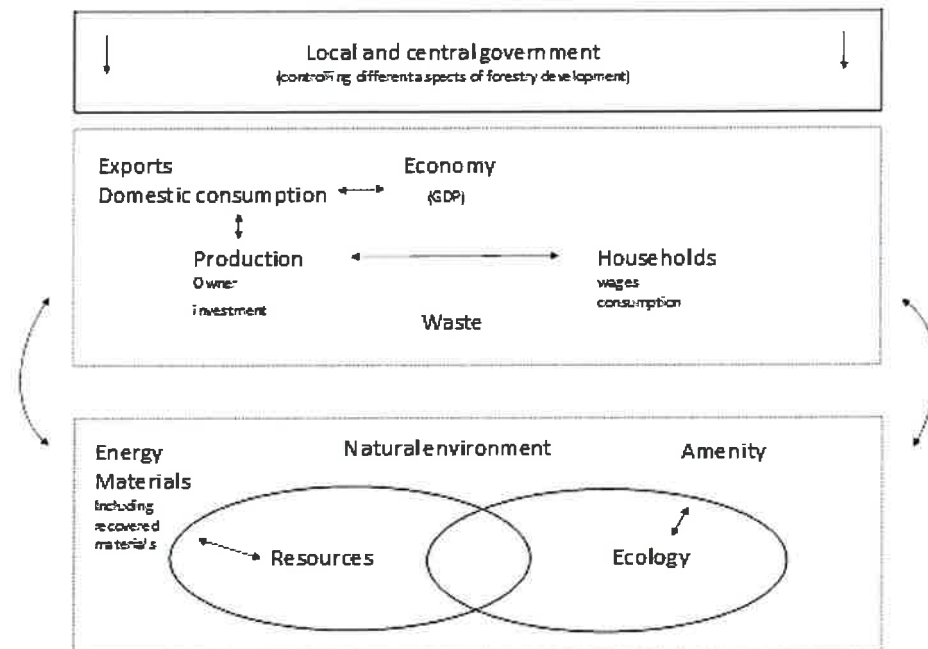 Local and central government
(controlling different aspects of forestry development)
Exports
Economy
Domestic consumption
(GDP)
Production
Households
Owner
wages
investment
consumption
Waste
Energy
Natural environment
Amenity
Materials
Including
recovered
materials
Resources
Ecology